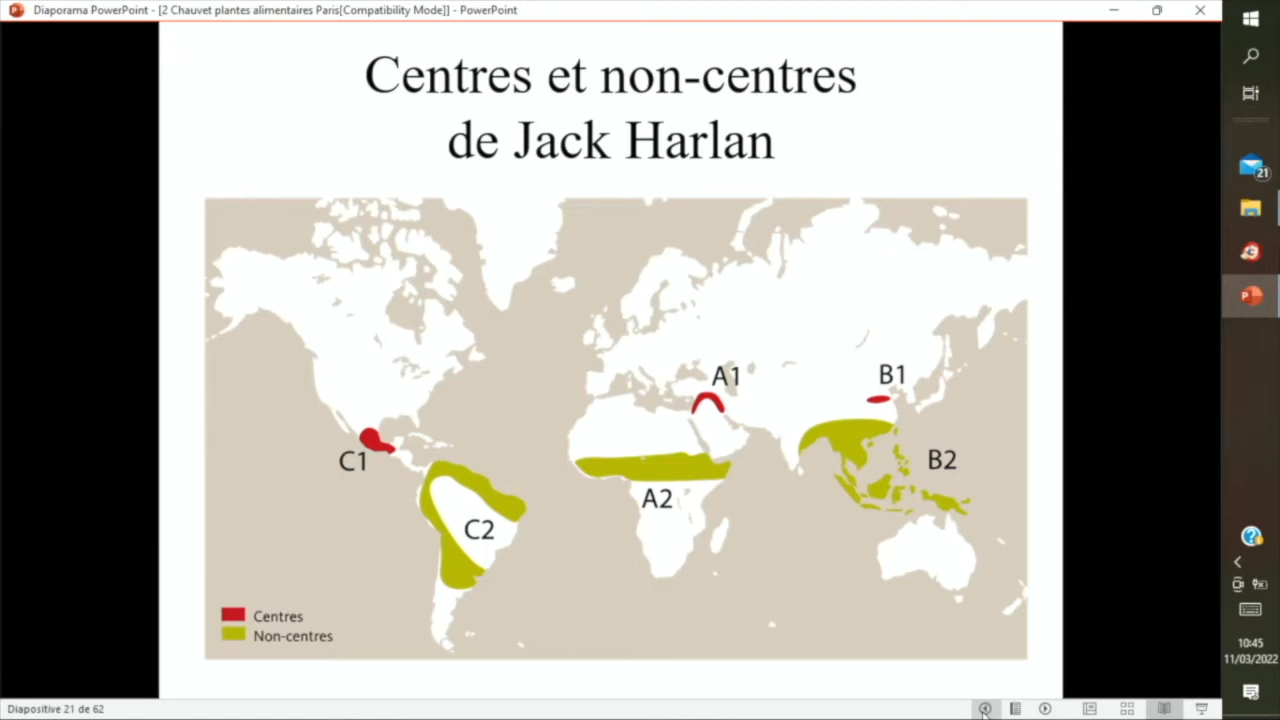 Diaporama PowerPoint - [2 Chauvet plantes alimentaires Paris[Compatibility Mode]] - PowerPoint
Centres et non-centres
de Jack Harlan
A1
B1
C1
B2
A2
C2
Centres
Non-centres
21
10:45
11/03/2022
Diapositive 21 de 62